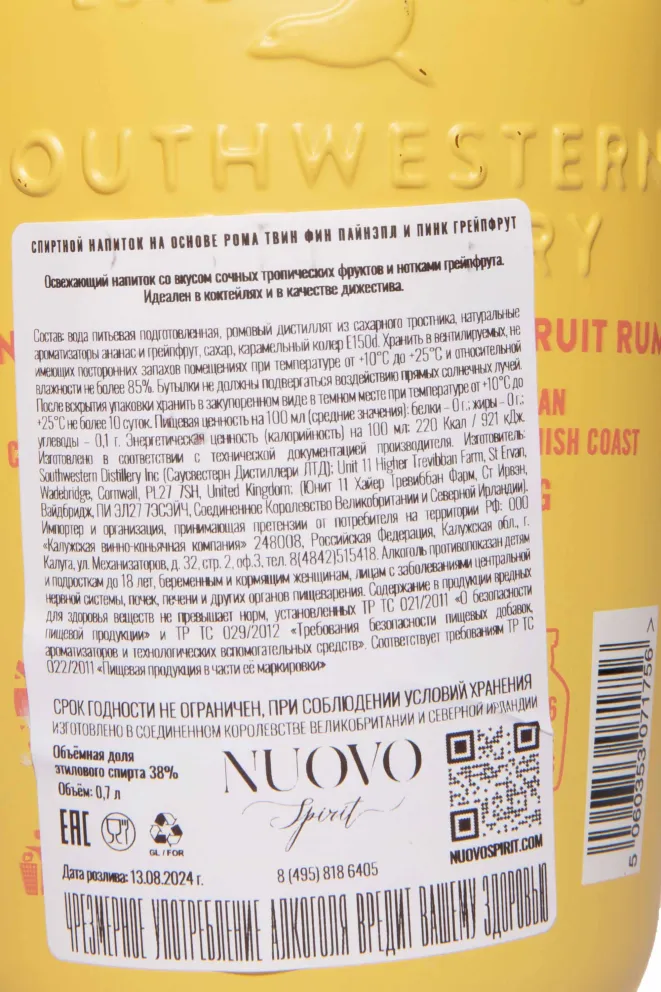 OUTHWESTERN
RY
СПИРТНОЙ НАПИТОК НА ОСНОВЕ РОМА ТВИН ФИН ПАЙНЭПЛ И ПИНК ГРЕЙПФРУТ
Освежающий напиток со вкусом сочных тропических фруктов и нотками грейпфрута.
Идеален в коктейлях и в качестве дижестива.
RUIT RUM
AN
NISH COAST
G
Состав: вода питьевая подготовленная, ромовый дистиллят из сахарного тростника, натуральные
ароматизаторы ананас и грейпфрут, сахар, карамельный колер E150d. Хранить в вентилируемых, не
имеющих посторонних запахов помещениях при температуре от +10°C до +25°C и относительной
влажности не более 85%. Бутылки не должны подвергаться воздействию прямых солнечных лучей.
После вскрытия упаковки хранить в закупоренном виде в темном месте при температуре от +10°C до
+25°C не более 10 суток. Пищевая ценность на 100 мл (средние значения): белки – 0 г.; жиры – 0 г.;
углеводы – 0,1 г. Энергетическая ценность (калорийность) на 100 мл: 220 Ккал / 921 кДж.
Изготовлено в соответствии с технической документацией производителя. Изготовитель:
Southwestern Distillery Inc (Саусвестерн Дистиллери ЛТД): Unit 11 Higher Trevibban Farm, St Ervan,
Wadebridge, Cornwall, PL27 7SH, United Kingdom: (Юнит 11 Хайер Тревиббан Фарм, Ст Ирвэн,
Вайдбридж, ПИ ЭЛ27 7ЭСЭЙЧ, Соединенное Королевство Великобритании и Северной Ирландии).
Импортер и организация, принимающая претензии от потребителя на территории РФ: ООО
«Калужская винно-коньячная компания» 248008, Российская Федерация, Калужская обл., г.
Калуга, ул. Механизаторов, д. 32, стр. 2, оф.3, тел. 8(4842)515418. Алкоголь противопоказан детям
и подросткам до 18 лет, беременным и кормящим женщинам, лицам с заболеваниями центральной
нервной системы, почек, печени и других органов пищеварения. Содержание в продукции вредных
для здоровья веществ не превышает норм, установленных ТР ТС 021/2011 «О безопасности
пищевой продукции» и ТР ТС 029/2012 «Требования безопасности пищевых добавок,
ароматизаторов и технологических вспомогательных средств». Соответствует требованиям ТР ТС
022/2011 «Пищевая продукция в части её маркировки»
СРОК ГОДНОСТИ НЕ ОГРАНИЧЕН, ПРИ СОБЛЮДЕНИИ УСЛОВИЙ ХРАНЕНИЯ
ИЗГОТОВЛЕНО В СОЕДИНЕННОМ КОРОЛЕВСТВЕ ВЕЛИКОБРИТАНИИ И СЕВЕРНОЙ ИРЛАНДИИ
Объёмная доля
этилового спирта 38%
Объём: 0,7 л
NUOVO
Spirit
EAC
GL / FOR
NUOVOSPIRIT.COM
Дата розлива: 13.08.2024 г.
8 (495) 818 6405
ЧРЕЗМЕРНОЕ УПОТРЕБЛЕНИЕ АЛКОГОЛЯ ВРЕДИТ ВАШЕМУ ЗДОРОВЬЮ
5 060353 071756 >